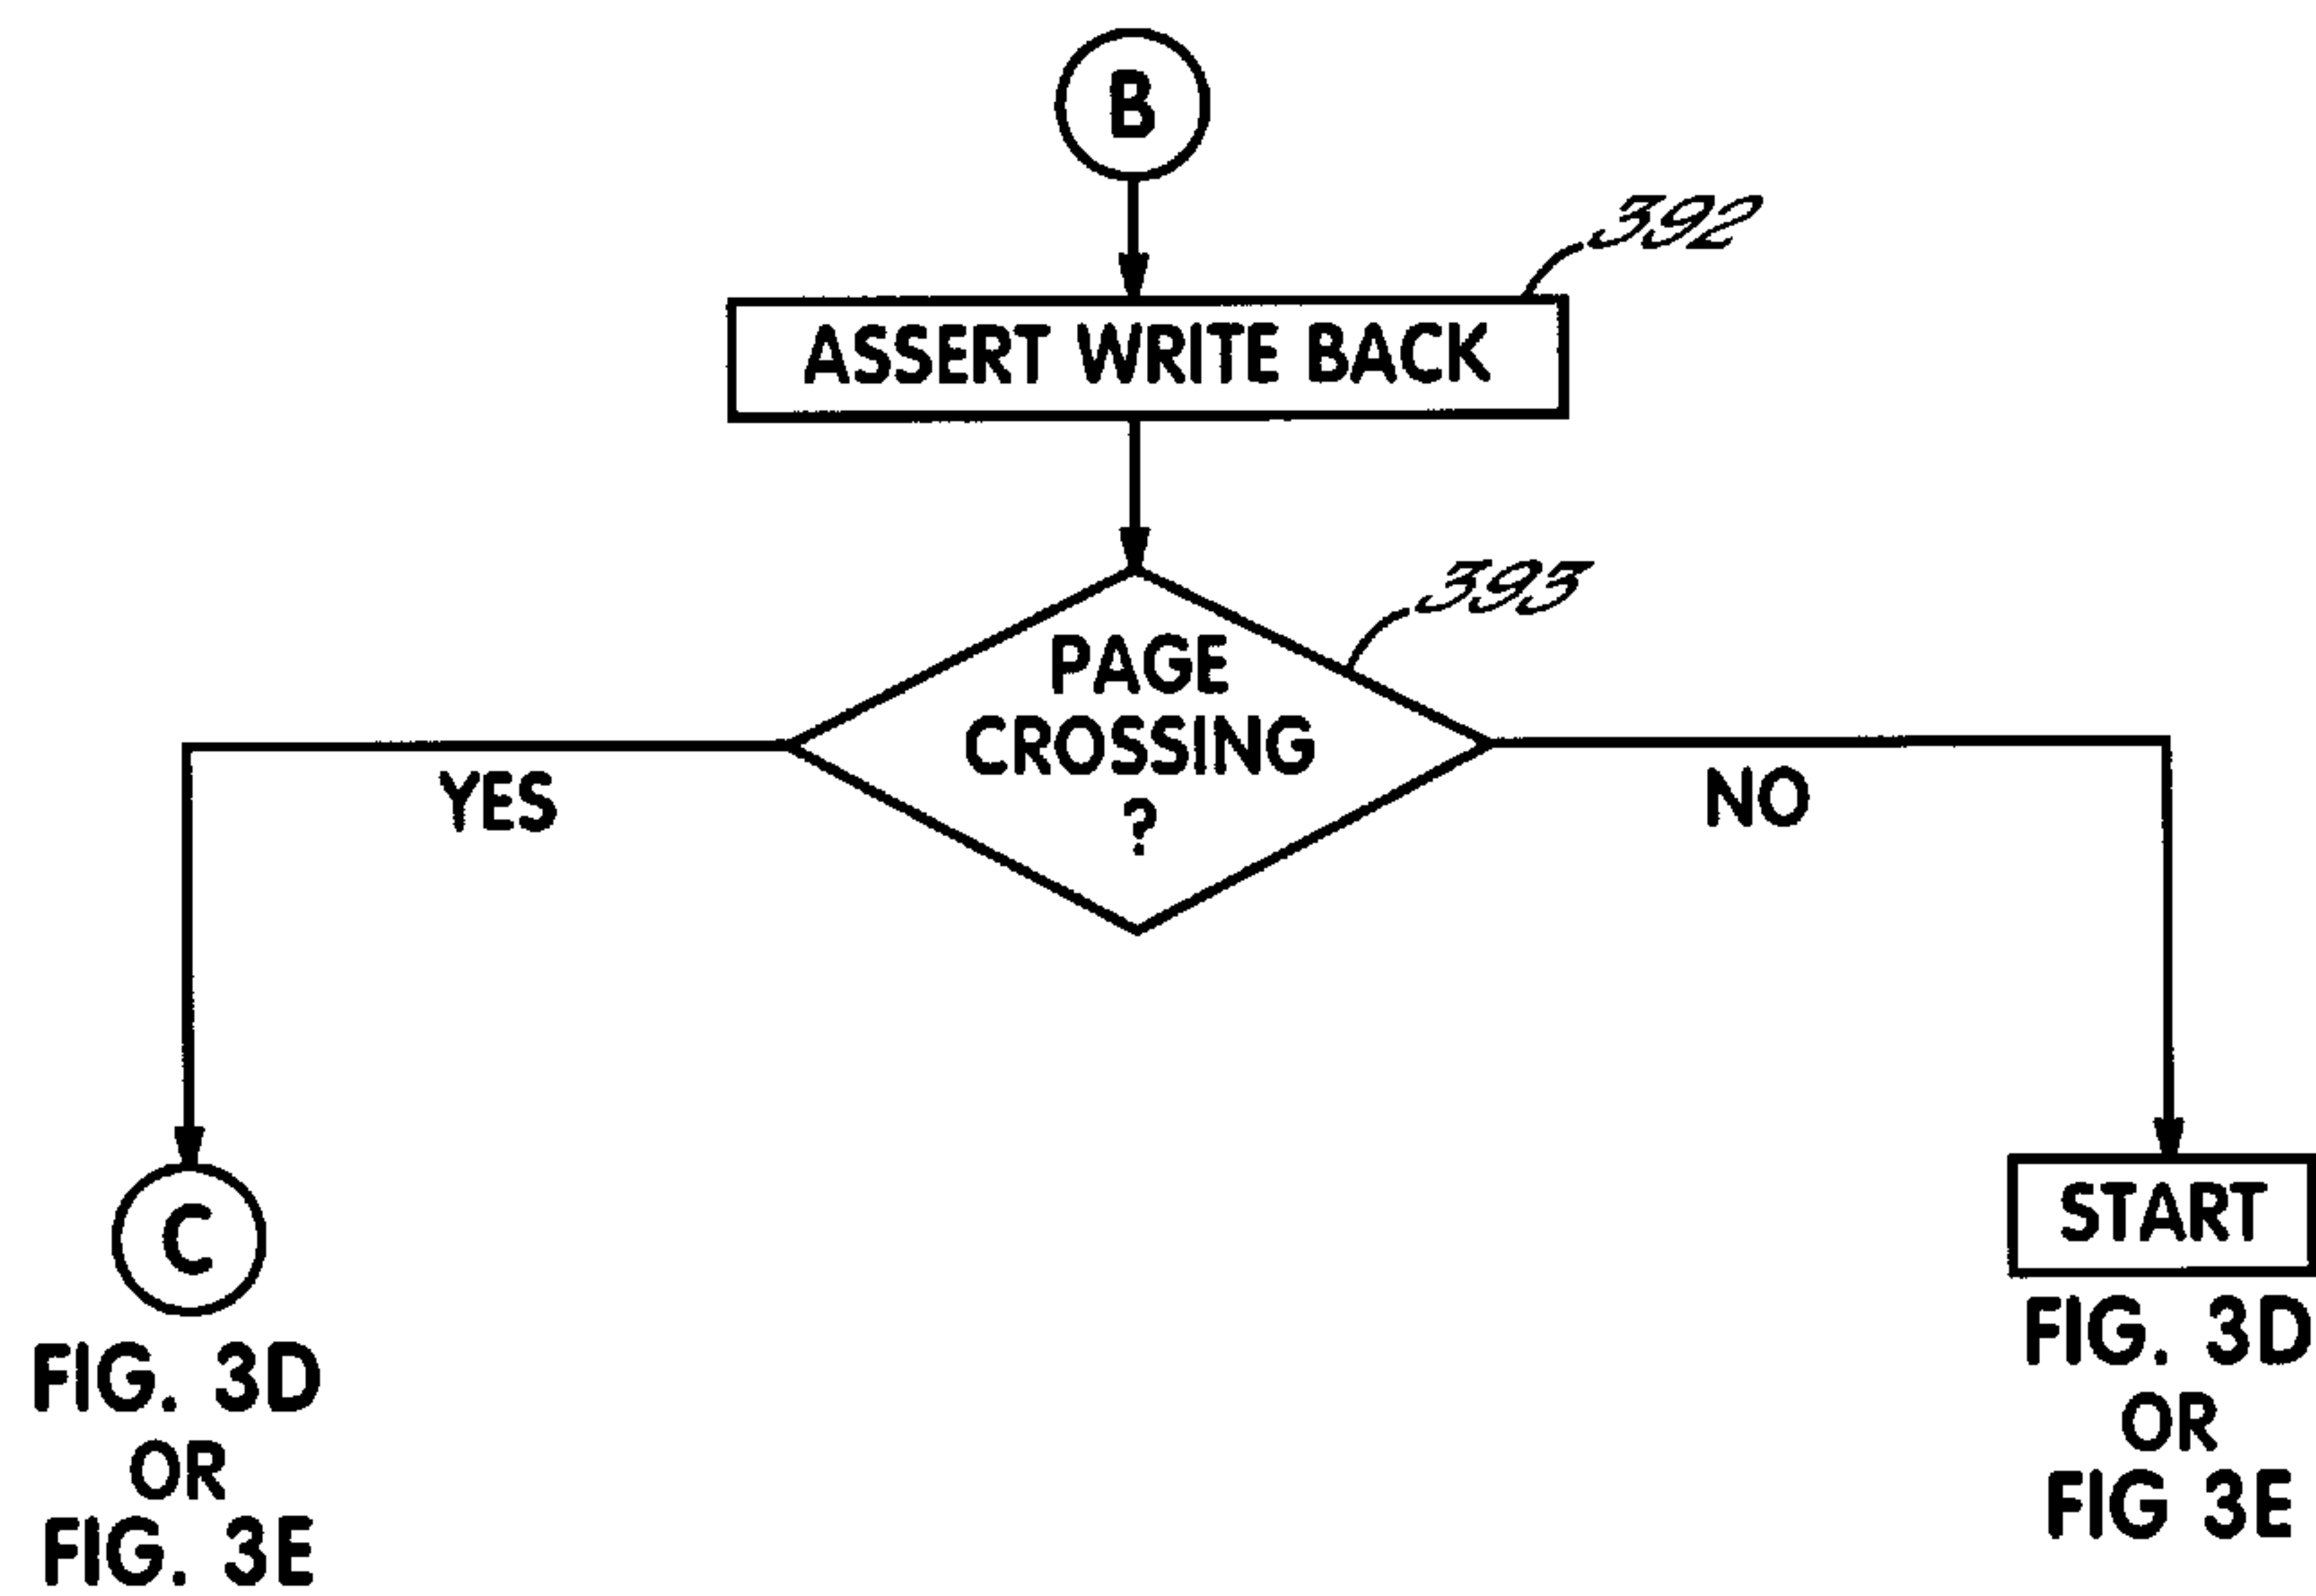 B
392
ASSERT WRITE BACK
393
PAGE
CROSSING
?
YES
NO
C
FIG. 3D
OR
FIG. 3E
START
FIG. 3D
OR
FIG 3E